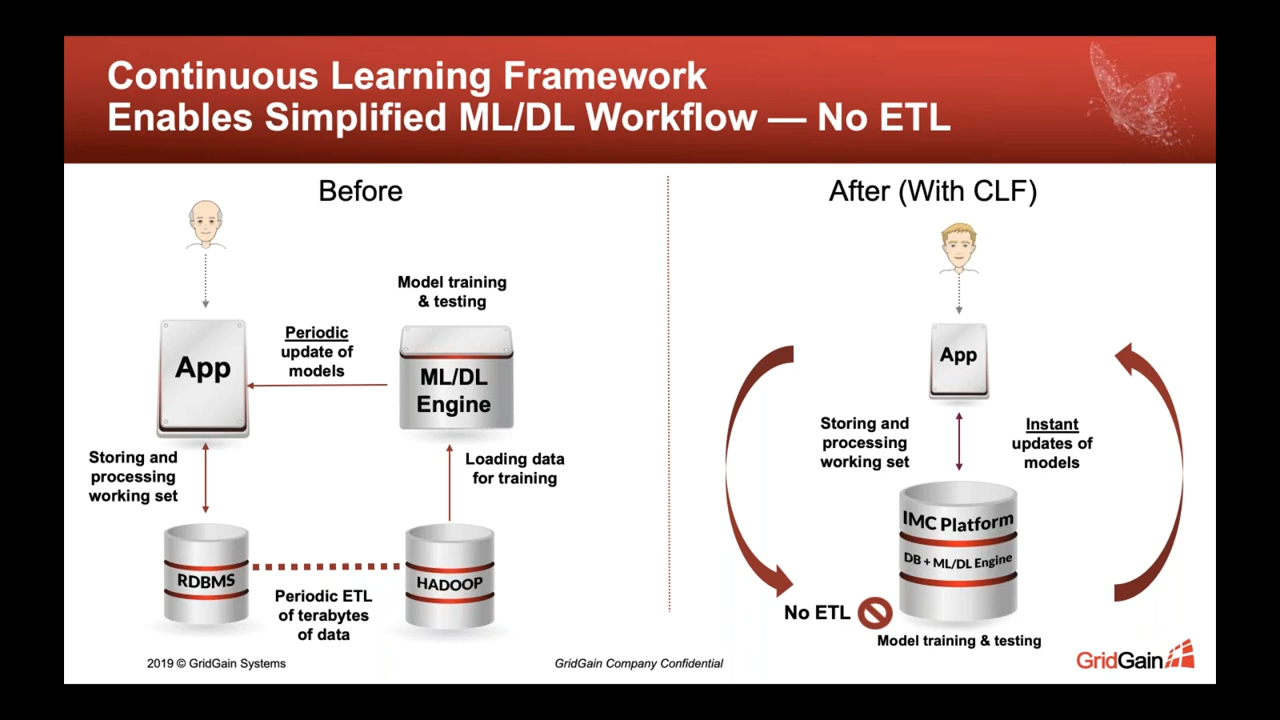 Continuous Learning Framework
Enables Simplified ML/DL Workflow — No ETL
Before
Model training
& testing
App
Periodic
update of
models
ML/DL
Engine
Storing and
processing
working set
Loading data
for training
RDBMS
HADOOP
Periodic ETL
of terabytes
of data
After (With CLF)
App
Storing and
processing
working set
Instant
updates of
models
IMC Platform
DB + ML/DL Engine
No ETL
Model training & testing
2019 © GridGain Systems
GridGain Company Confidential
GridGain